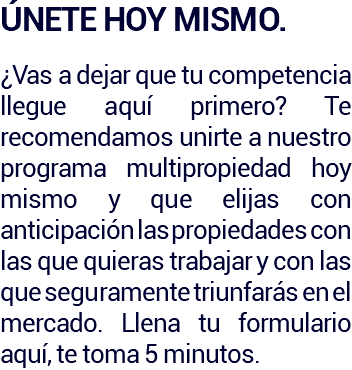 ÚNETE HOY MISMO.
¿Vas a dejar que tu competencia
llegue aquí primero? Te
recomendamos unirte a nuestro
programa multipropiedad hoy
mismo y que elijas con
anticipación las propiedades con
las que quieras trabajar y con las
que seguramente triunfarás en el
mercado. Llena tu formulario
aquí, te toma 5 minutos.